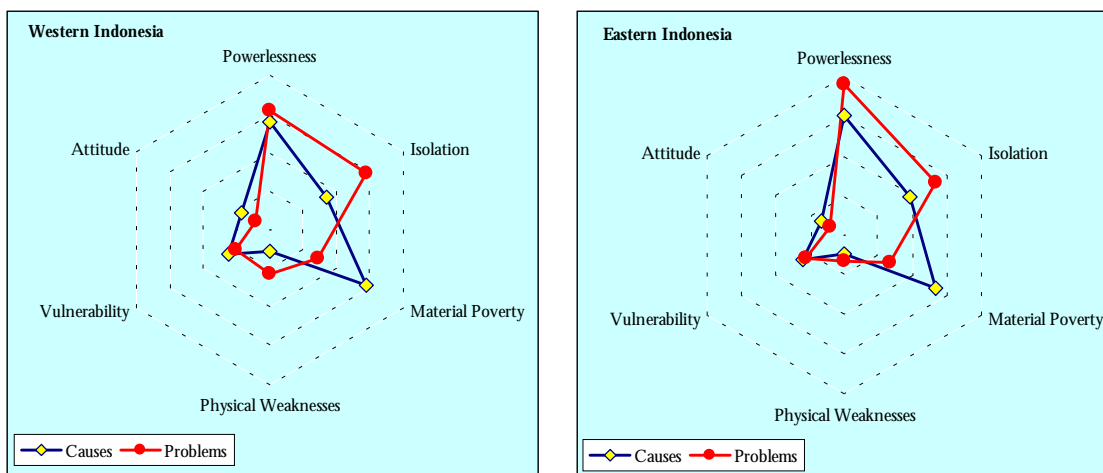 Western Indonesia
Powerlessness
Attitude
Isolation
Vulnerability
Material Poverty
Physical Weaknesses
Causes
Problems
Eastern Indonesia
Powerlessness
Attitude
Isolation
Vulnerability
Material Poverty
Physical Weaknesses
Causes
Problems